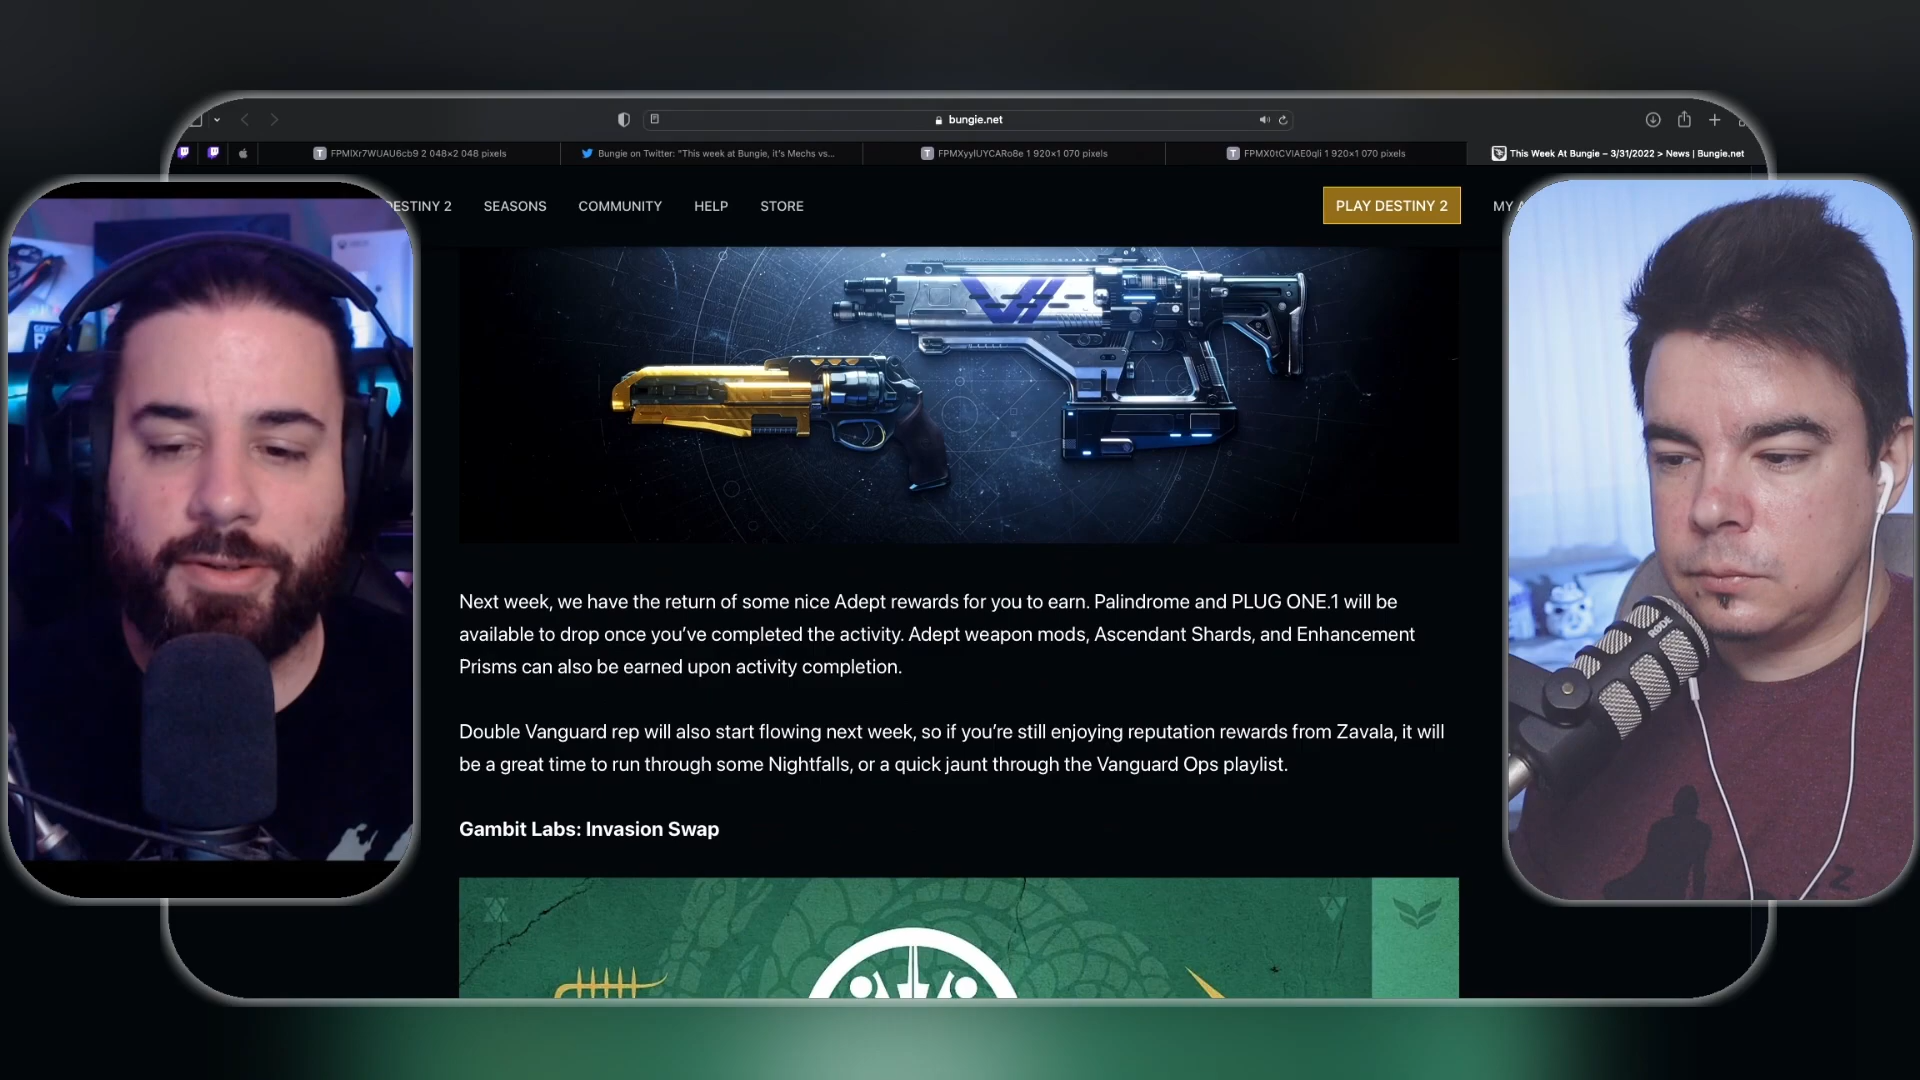 bungie.net
FPMIXr7WUAU6cb9 2 048×2 048 pixels
Bungie on Twitter: "This week at Bungie, it's Mechs vs...
FPMXyyIUYCARo8e 1 920×1 070 pixels
FPMX0tCVIAE0qIi 1 920×1 070 pixels
This Week At Bungie – 3/31/2022 > News | Bungie.net
DESTINY 2
SEASONS
COMMUNITY
HELP
STORE
PLAY DESTINY 2
MY A
XBOX
Next week, we have the return of some nice Adept rewards for you to earn. Palindrome and PLUG ONE.1 will be
available to drop once you've completed the activity. Adept weapon mods, Ascendant Shards, and Enhancement
Prisms can also be earned upon activity completion.
Double Vanguard rep will also start flowing next week, so if you're still enjoying reputation rewards from Zavala, it will
be a great time to run through some Nightfalls, or a quick jaunt through the Vanguard Ops playlist.
Gambit Labs: Invasion Swap
RØDE